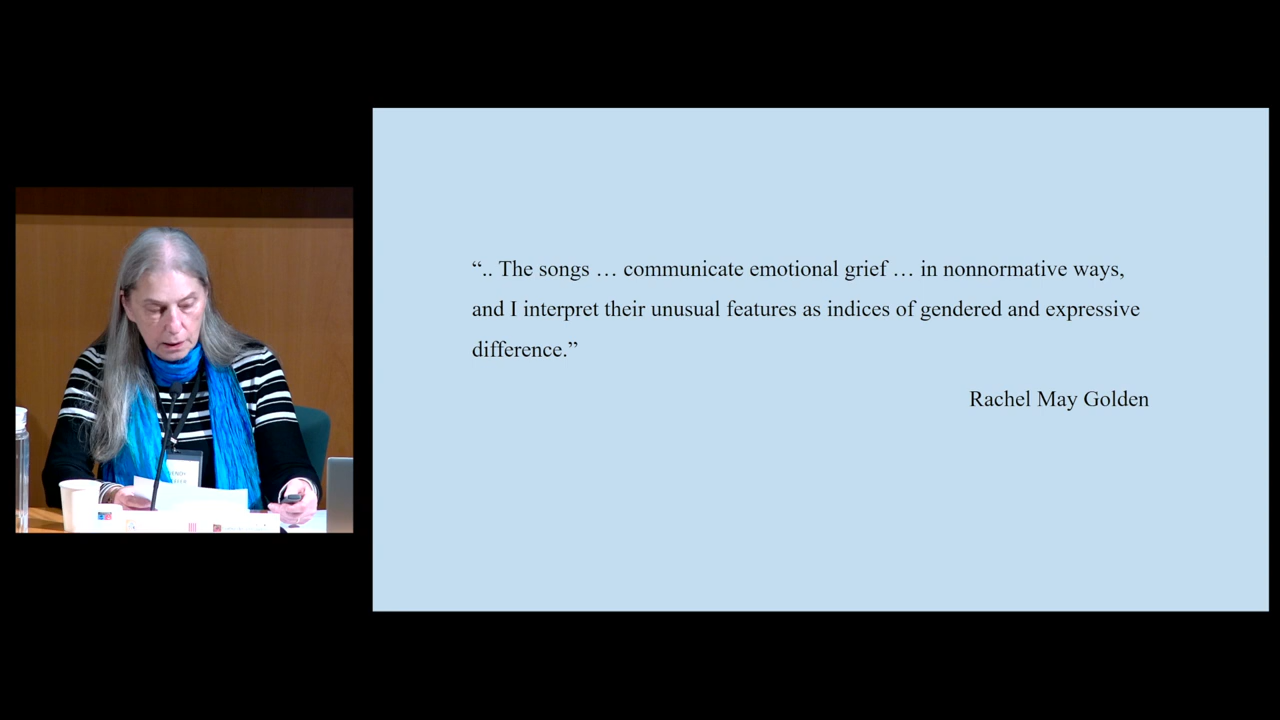 “.. The songs … communicate emotional grief … in nonnormative ways,
and I interpret their unusual features as indices of gendered and expressive
difference.”
Rachel May Golden